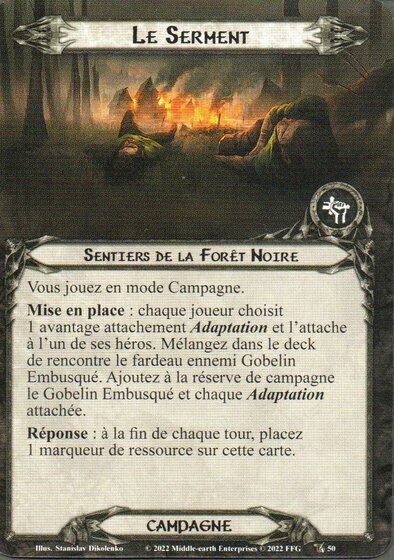 Le Serment
Sentiers de la Forêt Noire
Vous jouez en mode Campagne.
Mise en place : chaque joueur choisit
1 avantage attachement Adaptation et l'attache
à l'un de ses héros. Mélangez dans le deck
de rencontre le fardeau ennemi Gobelin
Embusqué. Ajoutez à la réserve de campagne
le Gobelin Embusqué et chaque Adaptation
attachée.
Réponse : à la fin de chaque tour, placez
1 marqueur de ressource sur cette carte.
CAMPAGNE
Illus. Stanislav Dikolenko © 2022 Middle-earth Enterprises © 2022 FFG 50